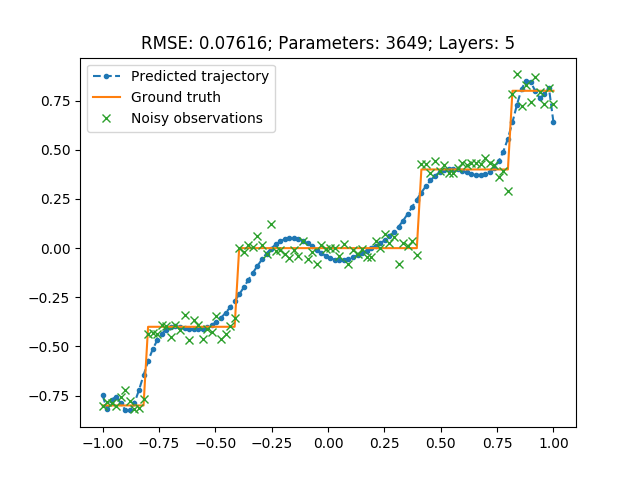 RMSE: 0.07616; Parameters: 3649; Layers: 5
Predicted trajectory
Ground truth
Noisy observations
0.75
0.50
0.25
0.00
−0.25
−0.50
−0.75
−1.00 −0.75 −0.50 −0.25 0.00 0.25 0.50 0.75 1.00